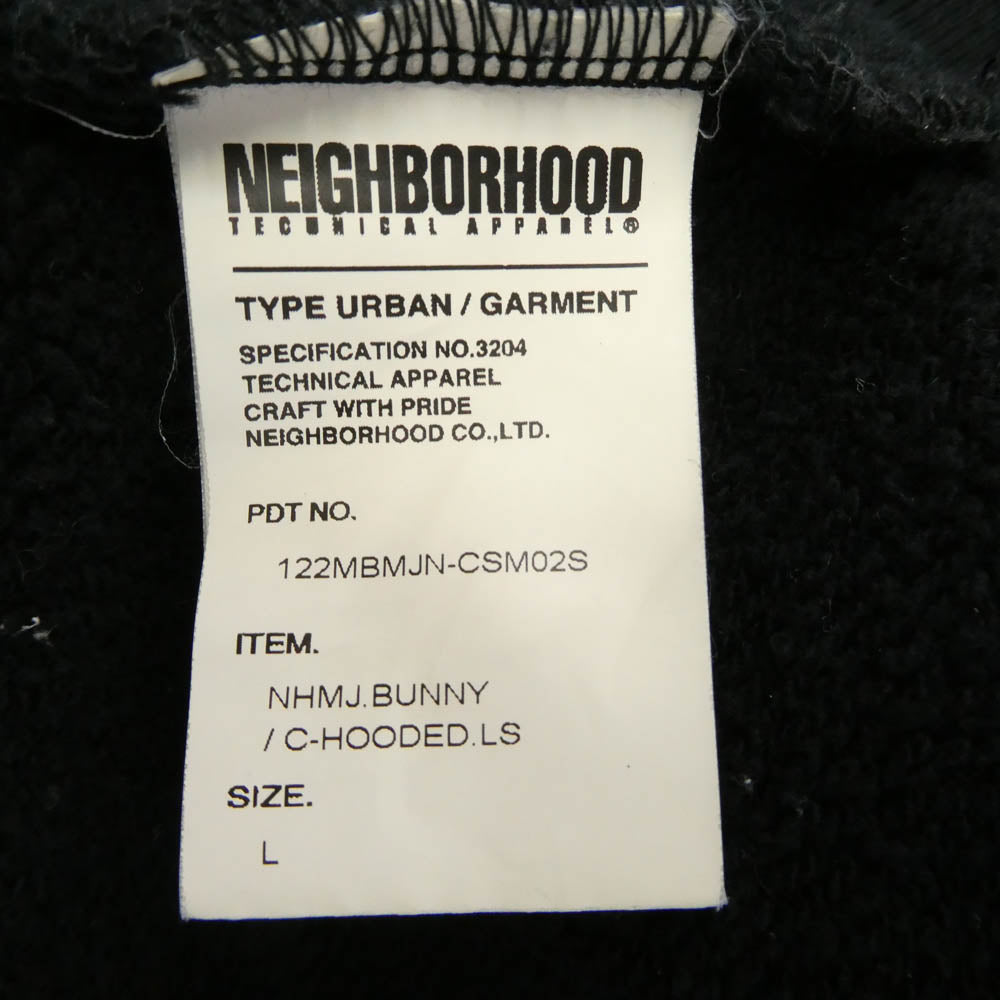 NEIGHBORHOOD
TECHNICAL APPAREL®
TYPE URBAN / GARMENT
SPECIFICATION NO.3204
TECHNICAL APPAREL
CRAFT WITH PRIDE
NEIGHBORHOOD CO.,LTD.
PDT NO.
122MBMJN-CSM02S
ITEM.
NHMJ.BUNNY
/ C-HOODED.LS
SIZE.
L